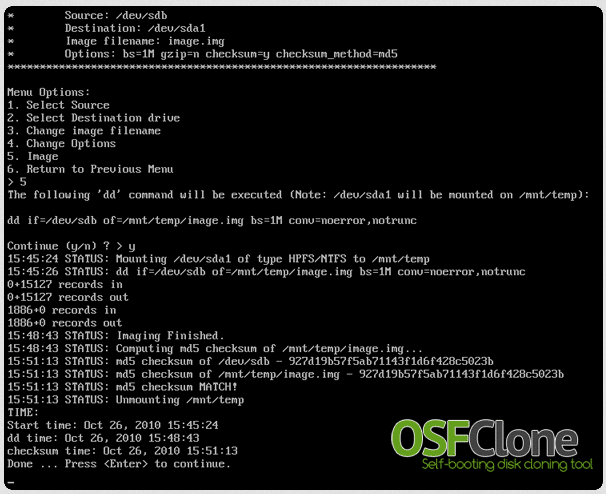 *       Source: /dev/sdb
*       Destination: /dev/sda1
*       Image filename: image.img
*       Options: bs=1M gzip=n checksum=y checksum_method=md5
*******************************************************************
Menu Options:
1. Select Source
2. Select Destination drive
3. Change image filename
4. Change Options
5. Image
6. Return to Previous Menu
> 5
The following 'dd' command will be executed (Note: /dev/sda1 will be mounted on /mnt/temp):
dd if=/dev/sdb of=/mnt/temp/image.img bs=1M conv=noerror,notrunc
Continue (y/n) ? > y
15:45:24 STATUS: Mounting /dev/sda1 of type HPFS/NTFS to /mnt/temp
15:45:26 STATUS: dd if=/dev/sdb of=/mnt/temp/image.img bs=1M conv=noerror,notrunc
0+15127 records in
0+15127 records out
1886+0 records in
1886+0 records out
15:48:43 STATUS: Imaging Finished.
15:48:43 STATUS: Computing md5 checksum of /mnt/temp/image.img...
15:51:13 STATUS: md5 checksum of /dev/sdb - 927d19b57f5ab71143f1d6f428c5023b
15:51:13 STATUS: md5 checksum of /mnt/temp/image.img - 927d19b57f5ab71143f1d6f428c5023b
15:51:13 STATUS: md5 checksum MATCH!
15:51:13 STATUS: Unmounting /mnt/temp
TIME:
Start time: Oct 26, 2010 15:45:24
dd time: Oct 26, 2010 15:48:43
checksum time: Oct 26, 2010 15:51:13
Done ... Press <Enter> to continue.
_
OSFClone
Self-booting disk cloning tool